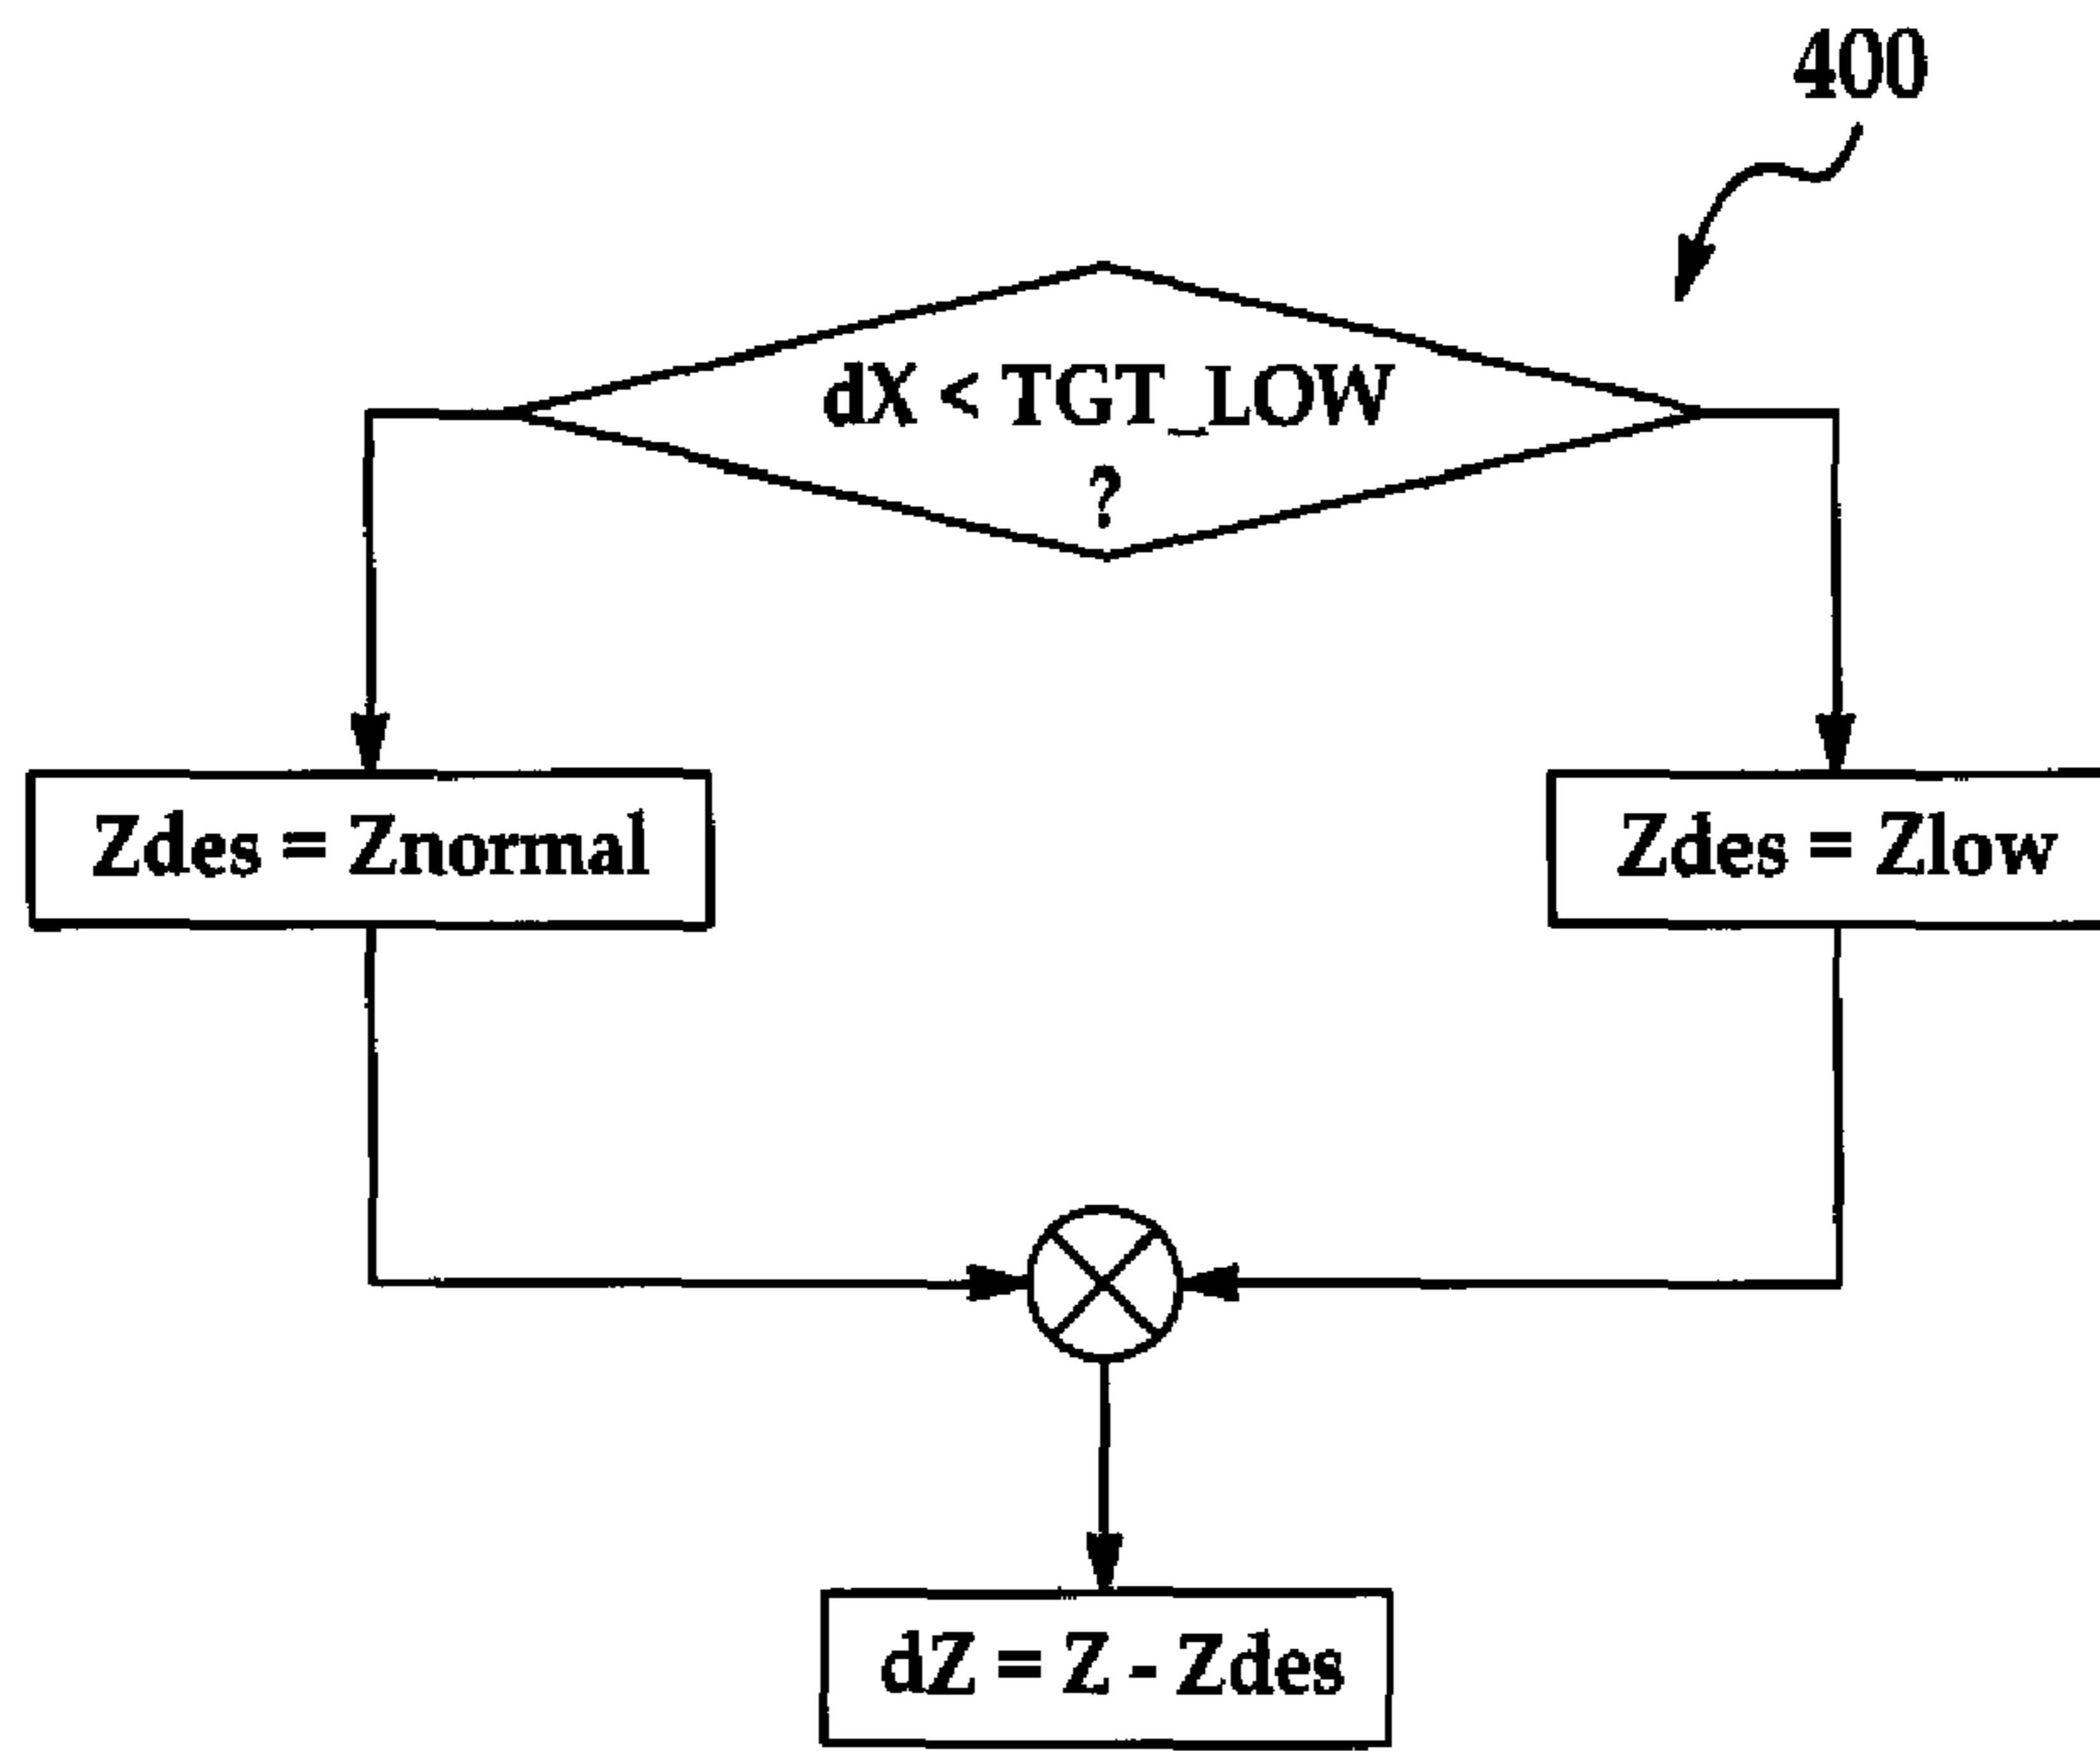 400
dX < TGT_LOW
?
Zdes = Znormal
Zdes = Zlow
dZ = Z - Zdes